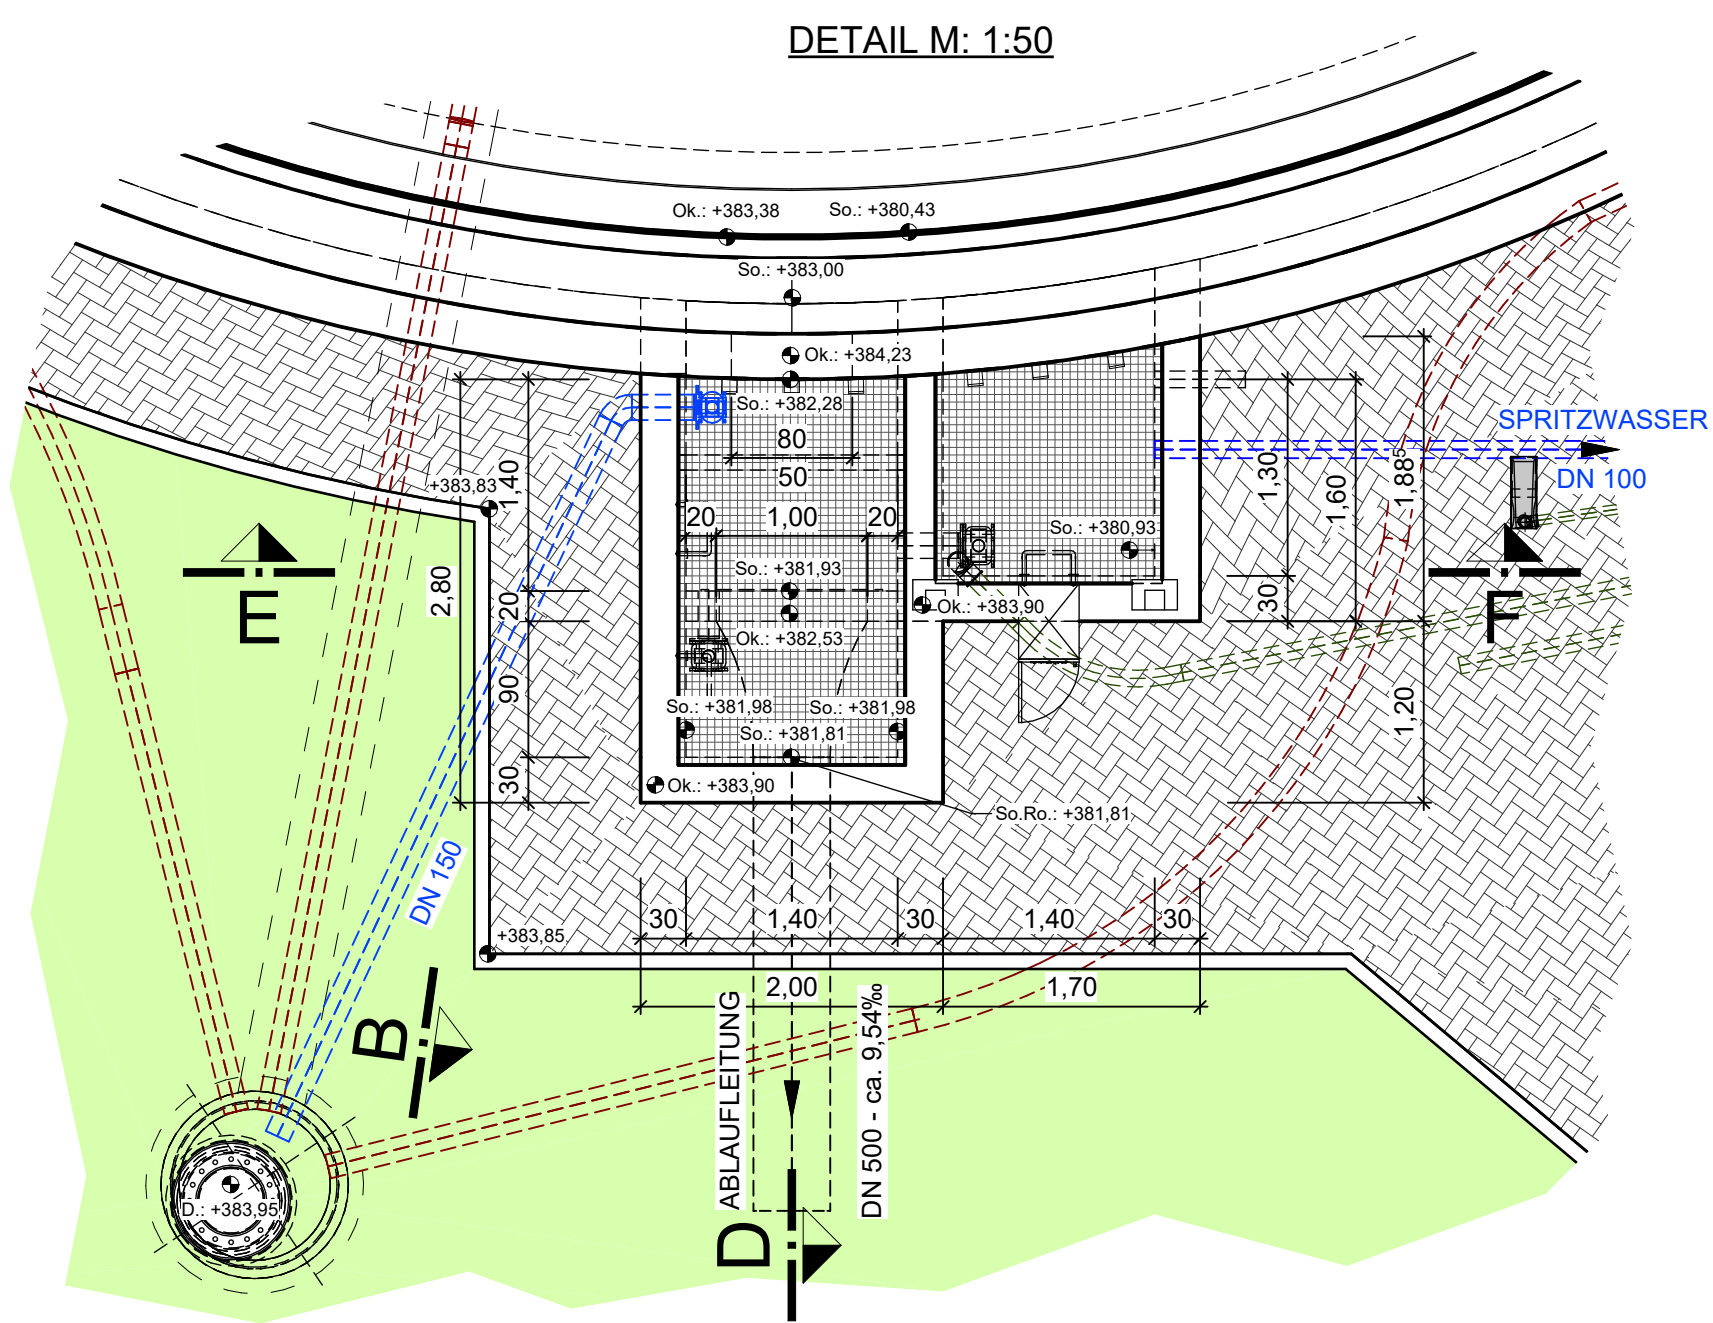 DETAIL M: 1:50
Ok.: +383,38
So.: +380,43
So.: +383,00
Ok.: +384,23
So.: +382,28
80
50
20
1,00
20
So.: +381,93
Ok.: +382,53
So.: +381,98
So.: +381,98
So.: +381,81
Ok.: +383,90
So.Ro.: +381,81
So.: +380,93
Ok.: +383,90
SPRITZWASSER
DN 100
1,30
30
1,60
1,88⁵
1,20
+383,83
1,40
20
90
30
2,80
E
F
DN 150
+383,85
30
1,40
30
1,40
30
2,00
1,70
B
ABLAUFLEITUNG
DN 500 - ca. 9,54‰
D
D.: +383,95